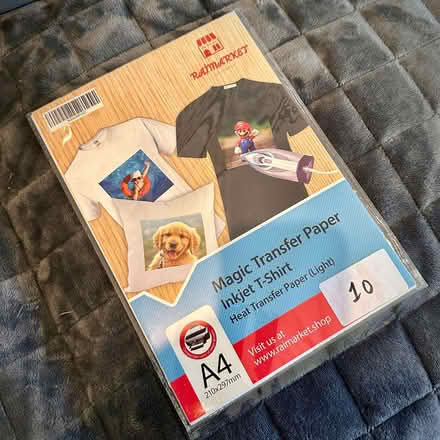 RAIMARKET
Magic Transfer Paper
Inkjet T-Shirt
Heat Transfer Paper (Light)
10
Visit us at
www.raimarket.shop
A4
210x297mm